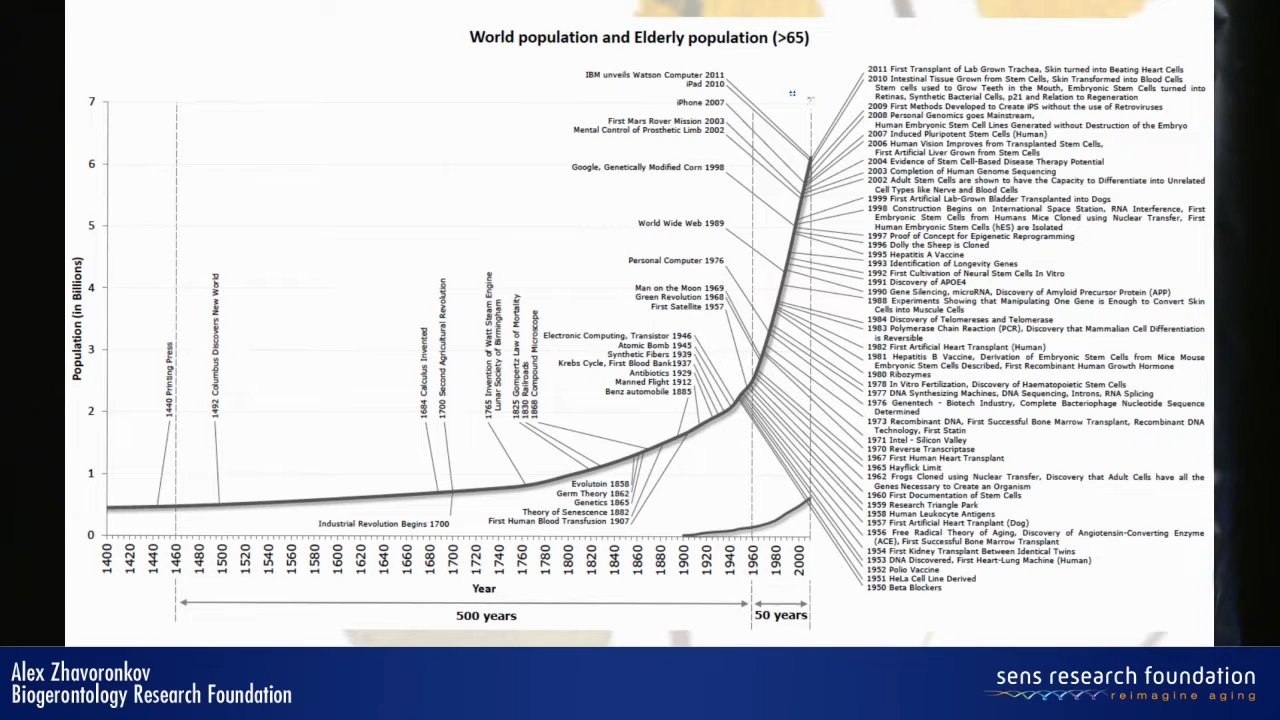 World population and Elderly population (>65)
IBM unveils Watson Computer 2011
iPad 2010
iPhone 2007
First Mars Rover Mission 2003
Mental Control of Prosthetic Limb 2002
Google, Genetically Modified Corn 1998
World Wide Web 1989
Personal Computer 1976
Man on the Moon 1969
Green Revolution 1968
First Satellite 1957
Electronic Computing, Transistor 1946
Atomic Bomb 1945
Synthetic Fibers 1939
Krebs Cycle, First Blood Bank1937
Antibiotics 1929
Manned Flight 1912
Benz automobile 1885
1440 Printing Press
1492 Columbus Discovers New World
1684 Calculus Invented
1700 Second Agricultural Revolution
1765 Invention of Watt Steam Engine
Lunar Society of Birmingham
1825 Gompertz Law of Mortality
1830 Railroads
1868 Compound Microscope
Evolutoin 1858
Germ Theory 1862
Genetics 1865
Theory of Senescence 1882
First Human Blood Transfusion 1907
Industrial Revolution Begins 1700
Population (in Billions)
7
6
5
4
3
2
1
0
1400
1420
1440
1460
1480
1500
1520
1540
1560
1580
1600
1620
1640
1660
1680
1700
1720
1740
1760
1780
1800
1820
1840
1860
1880
1900
1920
1940
1960
1980
2000
Year
500 years
50 years
2011 First Transplant of Lab Grown Trachea, Skin turned into Beating Heart Cells
2010 Intestinal Tissue Grown from Stem Cells, Skin Transformed into Blood Cells
Stem cells used to Grow Teeth in the Mouth, Embryonic Stem Cells turned into
Retinas, Synthetic Bacterial Cells, p21 and Relation to Regeneration
2009 First Methods Developed to Create iPS without the use of Retroviruses
2008 Personal Genomics goes Mainstream,
Human Embryonic Stem Cell Lines Generated without Destruction of the Embryo
2007 Induced Pluripotent Stem Cells (Human)
2006 Human Vision Improves from Transplanted Stem Cells,
First Artificial Liver Grown from Stem Cells
2004 Evidence of Stem Cell-Based Disease Therapy Potential
2003 Completion of Human Genome Sequencing
2002 Adult Stem Cells are shown to have the Capacity to Differentiate into Unrelated
Cell Types like Nerve and Blood Cells
1999 First Artificial Lab-Grown Bladder Transplanted into Dogs
1998 Construction Begins on International Space Station, RNA Interference, First
Embryonic Stem Cells from Humans Mice Cloned using Nuclear Transfer, First
Human Embryonic Stem Cells (hES) are Isolated
1997 Proof of Concept for Epigenetic Reprogramming
1996 Dolly the Sheep is Cloned
1995 Hepatitis A Vaccine
1993 Identification of Longevity Genes
1992 First Cultivation of Neural Stem Cells In Vitro
1991 Discovery of APOE4
1990 Gene Silencing, microRNA, Discovery of Amyloid Precursor Protein (APP)
1988 Experiments Showing that Manipulating One Gene is Enough to Convert Skin
Cells into Muscule Cells
1984 Discovery of Telomereses and Telomerase
1983 Polymerse Chain Reaction (PCR), Discovery that Mammalian Cell Differentiation
is Reversible
1982 First Artificial Heart Transplant (Human)
1981 Hepatitis B Vaccine, Derivation of Embryonic Stem Cells from Mice Mouse
Embryonic Stem Cells Described, First Recombinant Human Growth Hormone
1980 Ribozymes
1978 In Vitro Fertilization, Discovery of Haematopoietic Stem Cells
1977 DNA Synthesizing Machines, DNA Sequencing, Introns, RNA Splicing
1976 Genentech - Biotech Industry, Complete Bacteriophage Nucleotide Sequence
Determined
1973 Recombinant DNA, First Successful Bone Marrow Transplant, Recombinant DNA
Technology, First Statin
1971 Intel - Silicon Valley
1970 Reverse Transcriptase
1967 First Human Heart Transplant
1965 Hayflick Limit
1962 Frogs Cloned using Nuclear Transfer, Discovery that Adult Cells have all the
Genes Necessary to Create an Organism
1960 First Documentation of Stem Cells
1959 Research Triangle Park
1958 Human Leukocyte Antigens
1957 First Artificial Heart Tranplant (Dog)
1956 Free Radical Theory of Aging, Discovery of Angiotensin-Converting Enzyme
(ACE), First Successful Bone Marrow Transplant
1954 First Kidney Transplant Between Identical Twins
1953 DNA Discovered, First Heart-Lung Machine (Human)
1952 Polio Vaccine
1951 HeLa Cell Line Derived
1950 Beta Blockers
Alex Zhavoronkov
Biogerontology Research Foundation
sens research foundation
reimagine aging